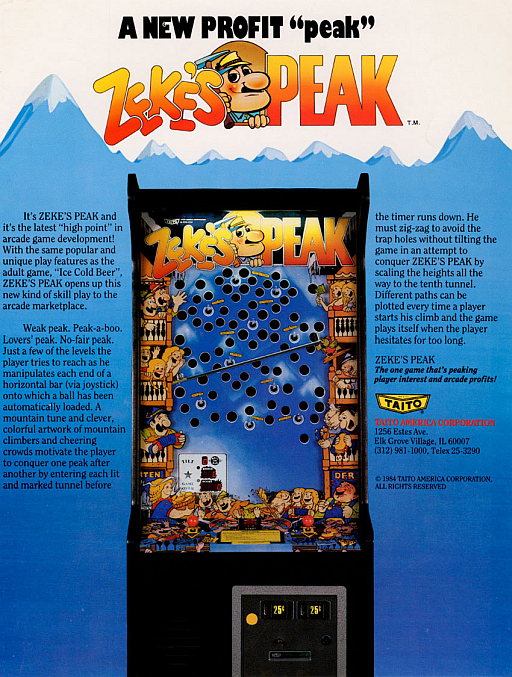 A NEW PROFIT “peak”
ZEKE'S PEAK T.M.
It's ZEKE'S PEAK and
it's the latest “high point” in
arcade game development!
With the same popular and
unique play features as the
adult game, “Ice Cold Beer”,
ZEKE'S PEAK opens up this
new kind of skill play to the
arcade marketplace.
Weak peak. Peak-a-boo.
Lovers' peak. No-fair peak.
Just a few of the levels the
player tries to reach as he
manipulates each end of a
horizontal bar (via joystick)
onto which a ball has been
automatically loaded. A
mountain tune and clever,
colorful artwork of mountain
climbers and cheering
crowds motivate the player
to conquer one peak after
another by entering each lit
and marked tunnel before
the timer runs down. He
must zig-zag to avoid the
trap holes without tilting the
game in an attempt to
conquer ZEKE'S PEAK by
scaling the heights all the
way to the tenth tunnel.
Different paths can be
plotted every time a player
starts his climb and the game
plays itself when the player
hesitates for too long.
ZEKE'S PEAK
The one game that's peaking
player interest and arcade profits!
TAITO
TAITO AMERICA CORPORATION
1256 Estes Ave.
Elk Grove Village, IL 60007
(312) 981-1000, Telex 25-3290
© 1984 TAITO AMERICA CORPORATION.
ALL RIGHTS RESERVED
ZEKE'S PEAK
25¢ 25¢